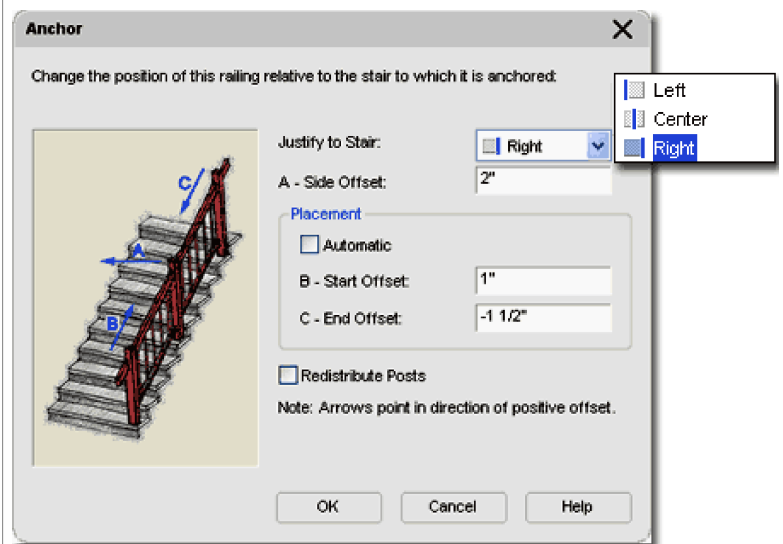 Anchor
Change the position of this railing relative to the stair to which it is anchored:
Left
Center
Right
Justify to Stair: Right
A - Side Offset: 2"
Placement
Automatic
B - Start Offset: 1"
C - End Offset: -1 1/2"
Redistribute Posts
Note: Arrows point in direction of positive offset.
C
A
B
OK Cancel Help